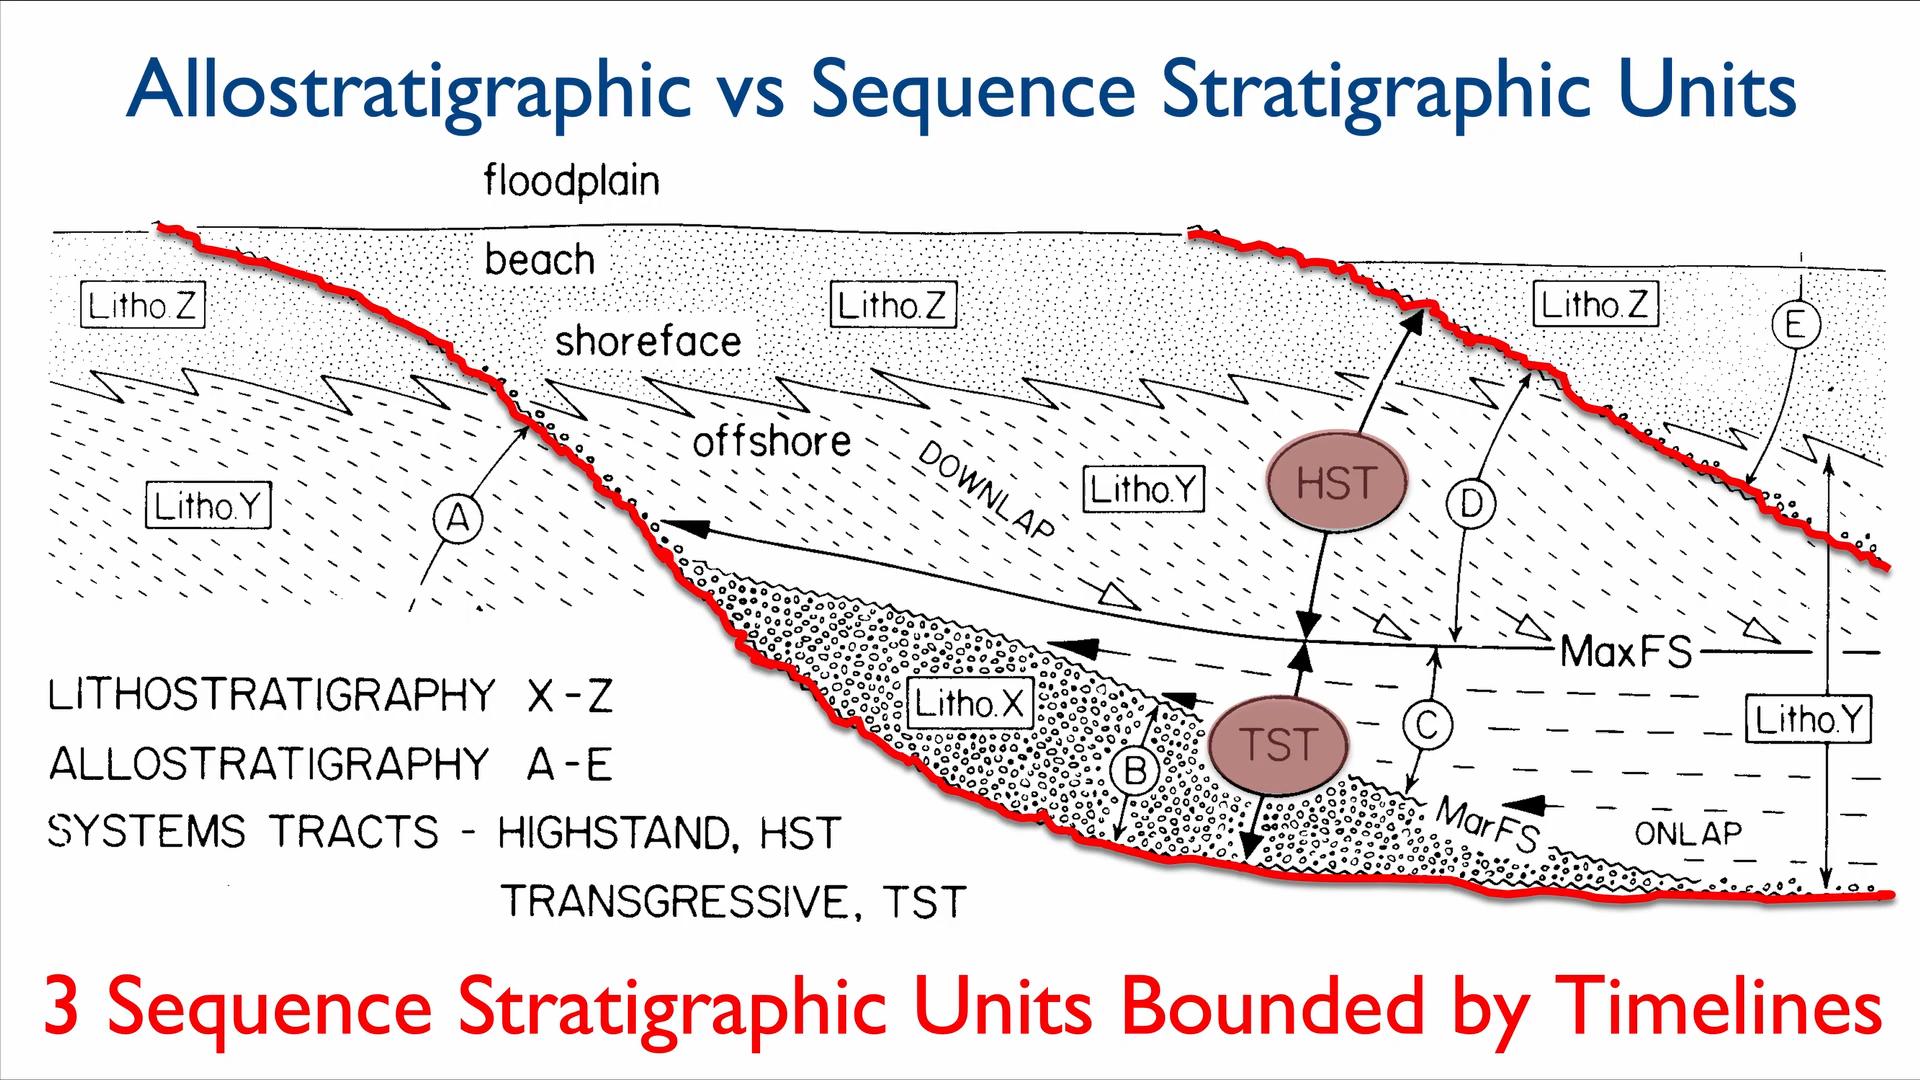 Allostratigraphic vs Sequence Stratigraphic Units
floodplain
beach
Litho.Z
Litho.Z
Litho.Z
E
shoreface
offshore
DOWNLAP
Litho.Y
Litho.Y
HST
D
A
MaxFS
LITHOSTRATIGRAPHY X-Z
Litho.X
TST
C
Litho.Y
ALLOSTRATIGRAPHY A-E
B
SYSTEMS TRACTS - HIGHSTAND, HST
MarFS
ONLAP
TRANSGRESSIVE, TST
3 Sequence Stratigraphic Units Bounded by Timelines